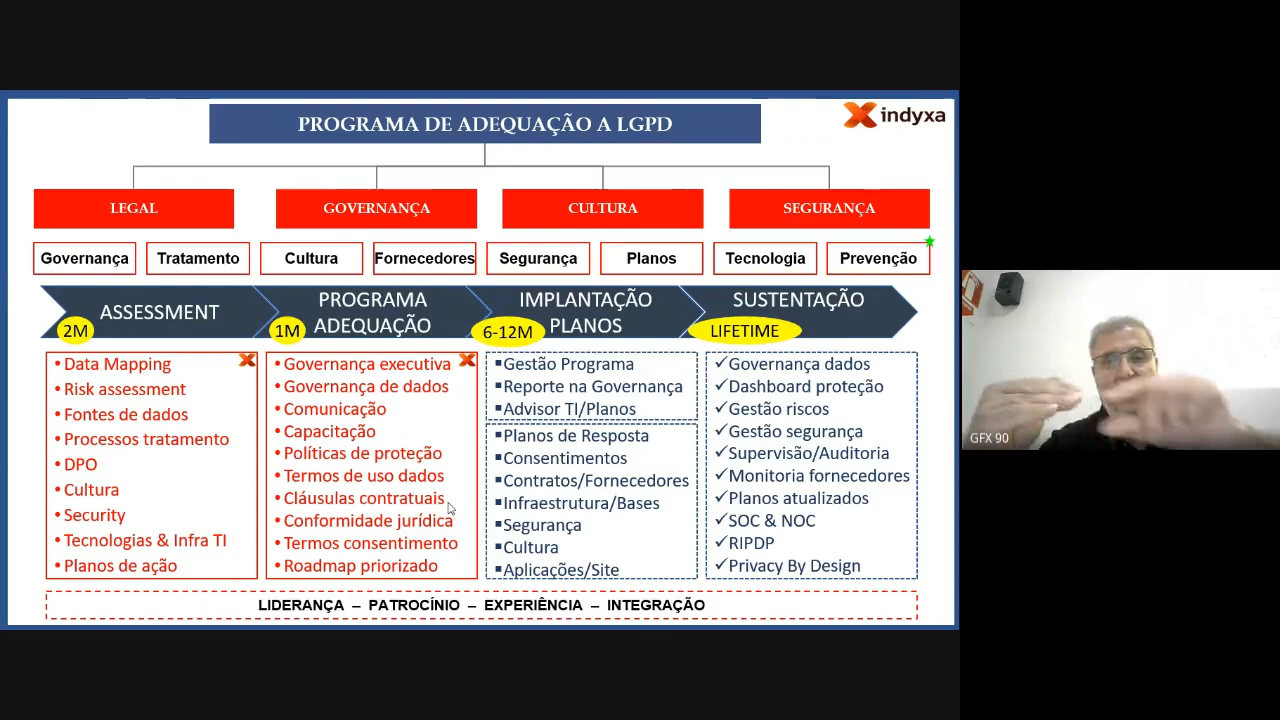 PROGRAMA DE ADEQUAÇÃO A LGPD
indyxa
LEGAL
GOVERNANÇA
CULTURA
SEGURANÇA
Governança
Tratamento
Cultura
Fornecedores
Segurança
Planos
Tecnologia
Prevenção
ASSESSMENT
2M
PROGRAMA
ADEQUAÇÃO
1M
IMPLANTAÇÃO
PLANOS
6-12M
SUSTENTAÇÃO
LIFETIME
• Data Mapping
• Risk assessment
• Fontes de dados
• Processos tratamento
• DPO
• Cultura
• Security
• Tecnologias & Infra TI
• Planos de ação
• Governança executiva
• Governança de dados
• Comunicação
• Capacitação
• Políticas de proteção
• Termos de uso dados
• Cláusulas contratuais
• Conformidade jurídica
• Termos consentimento
• Roadmap priorizado
▪Gestão Programa
▪Reporte na Governança
▪Advisor TI/Planos
▪Planos de Resposta
▪Consentimentos
▪Contratos/Fornecedores
▪Infraestrutura/Bases
▪Segurança
▪Cultura
▪Aplicações/Site
✓Governança dados
✓Dashboard proteção
✓Gestão riscos
✓Gestão segurança
✓Supervisão/Auditoria
✓Monitoria fornecedores
✓Planos atualizados
✓SOC & NOC
✓RIPDP
✓Privacy By Design
LIDERANÇA – PATROCÍNIO – EXPERIÊNCIA – INTEGRAÇÃO
GFX 90